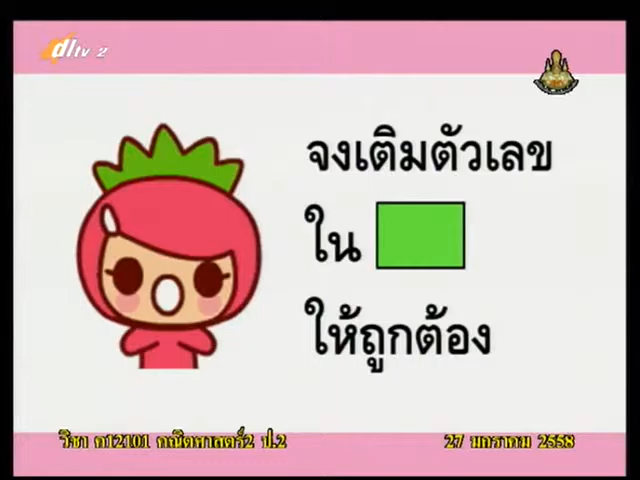 dltv 2
จงเติมตัวเลข
ใน
ให้ถูกต้อง
วิชา ค12101 คณิตศาสตร์2 ป.2
27 มกราคม 2558